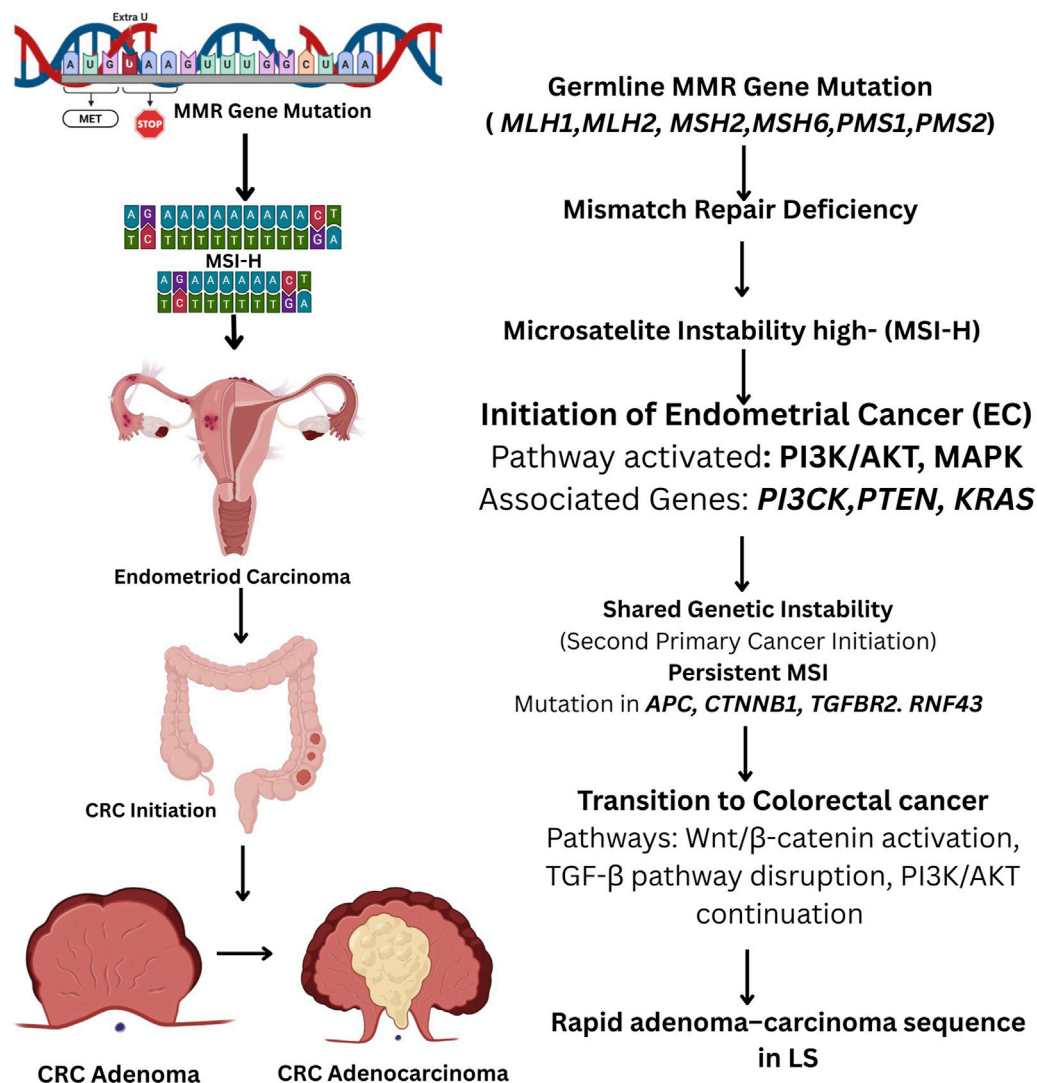 Extra U
A U G U A A G U U U G G C U A A
MET
STOP
MMR Gene Mutation
A G A A A A A A A A A C T
T C T T T T T T T T T G A
MSI-H
A G A A A A A A C T
T C T T T T T T G A
Endometriod Carcinoma
CRC Initiation
CRC Adenoma
CRC Adenocarcinoma
Germline MMR Gene Mutation
( MLH1,MLH2, MSH2,MSH6,PMS1,PMS2)
Mismatch Repair Deficiency
Microsatelite Instability high- (MSI-H)
Initiation of Endometrial Cancer (EC)
Pathway activated: PI3K/AKT, MAPK
Associated Genes: PI3CK,PTEN, KRAS
Shared Genetic Instability
(Second Primary Cancer Initiation)
Persistent MSI
Mutation in APC, CTNNB1, TGFBR2. RNF43
Transition to Colorectal cancer
Pathways: Wnt/β-catenin activation,
TGF-β pathway disruption, PI3K/AKT
continuation
Rapid adenoma–carcinoma sequence
in LS